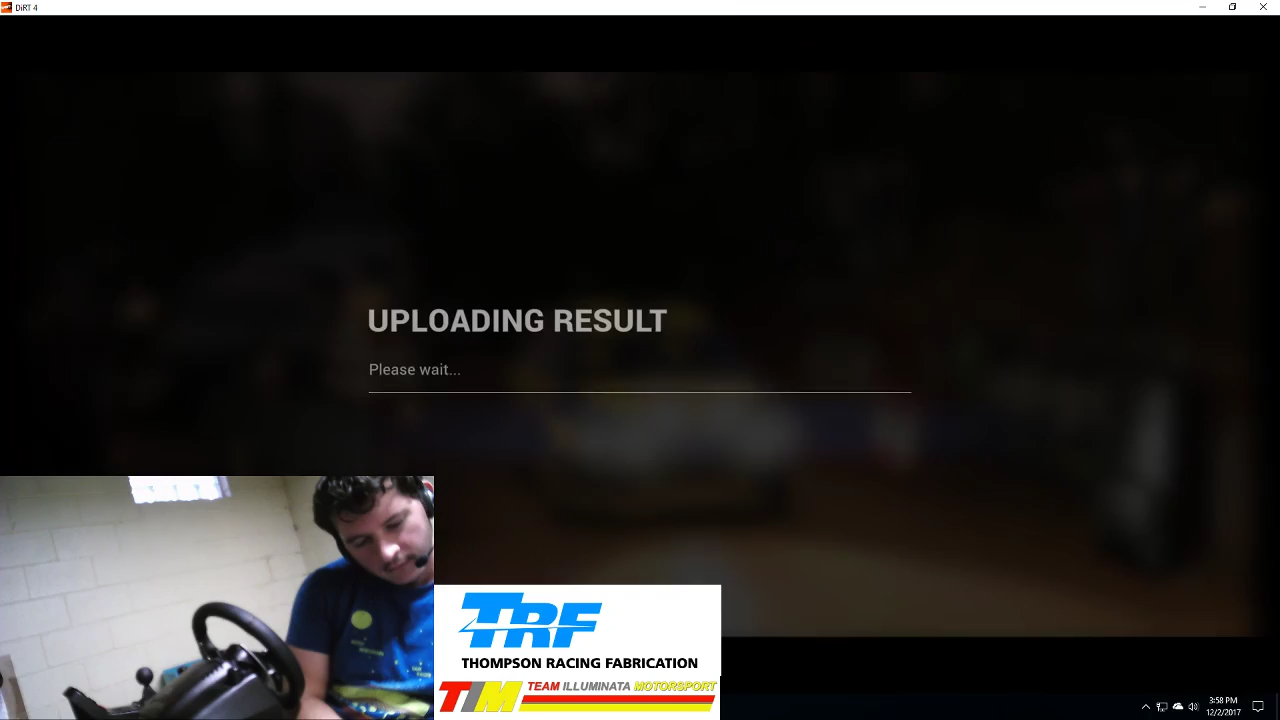 DiRT 4
UPLOADING RESULT
Please wait...
TRF
THOMPSON RACING FABRICATION
TIM TEAM ILLUMINATA MOTORSPORT
3:58 PM
12/2/2017